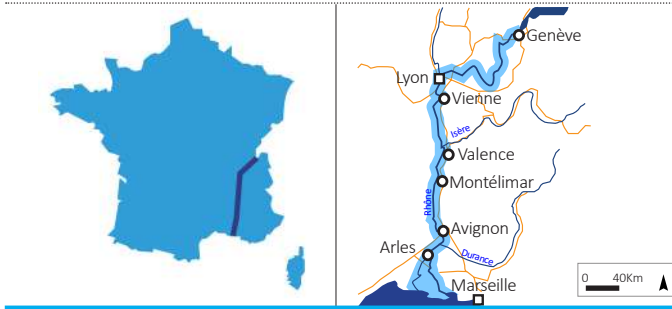 Genève
Lyon
Vienne
Isère
Valence
Montélimar
Rhône
Avignon
Arles
Durance
Marseille
0 40Km